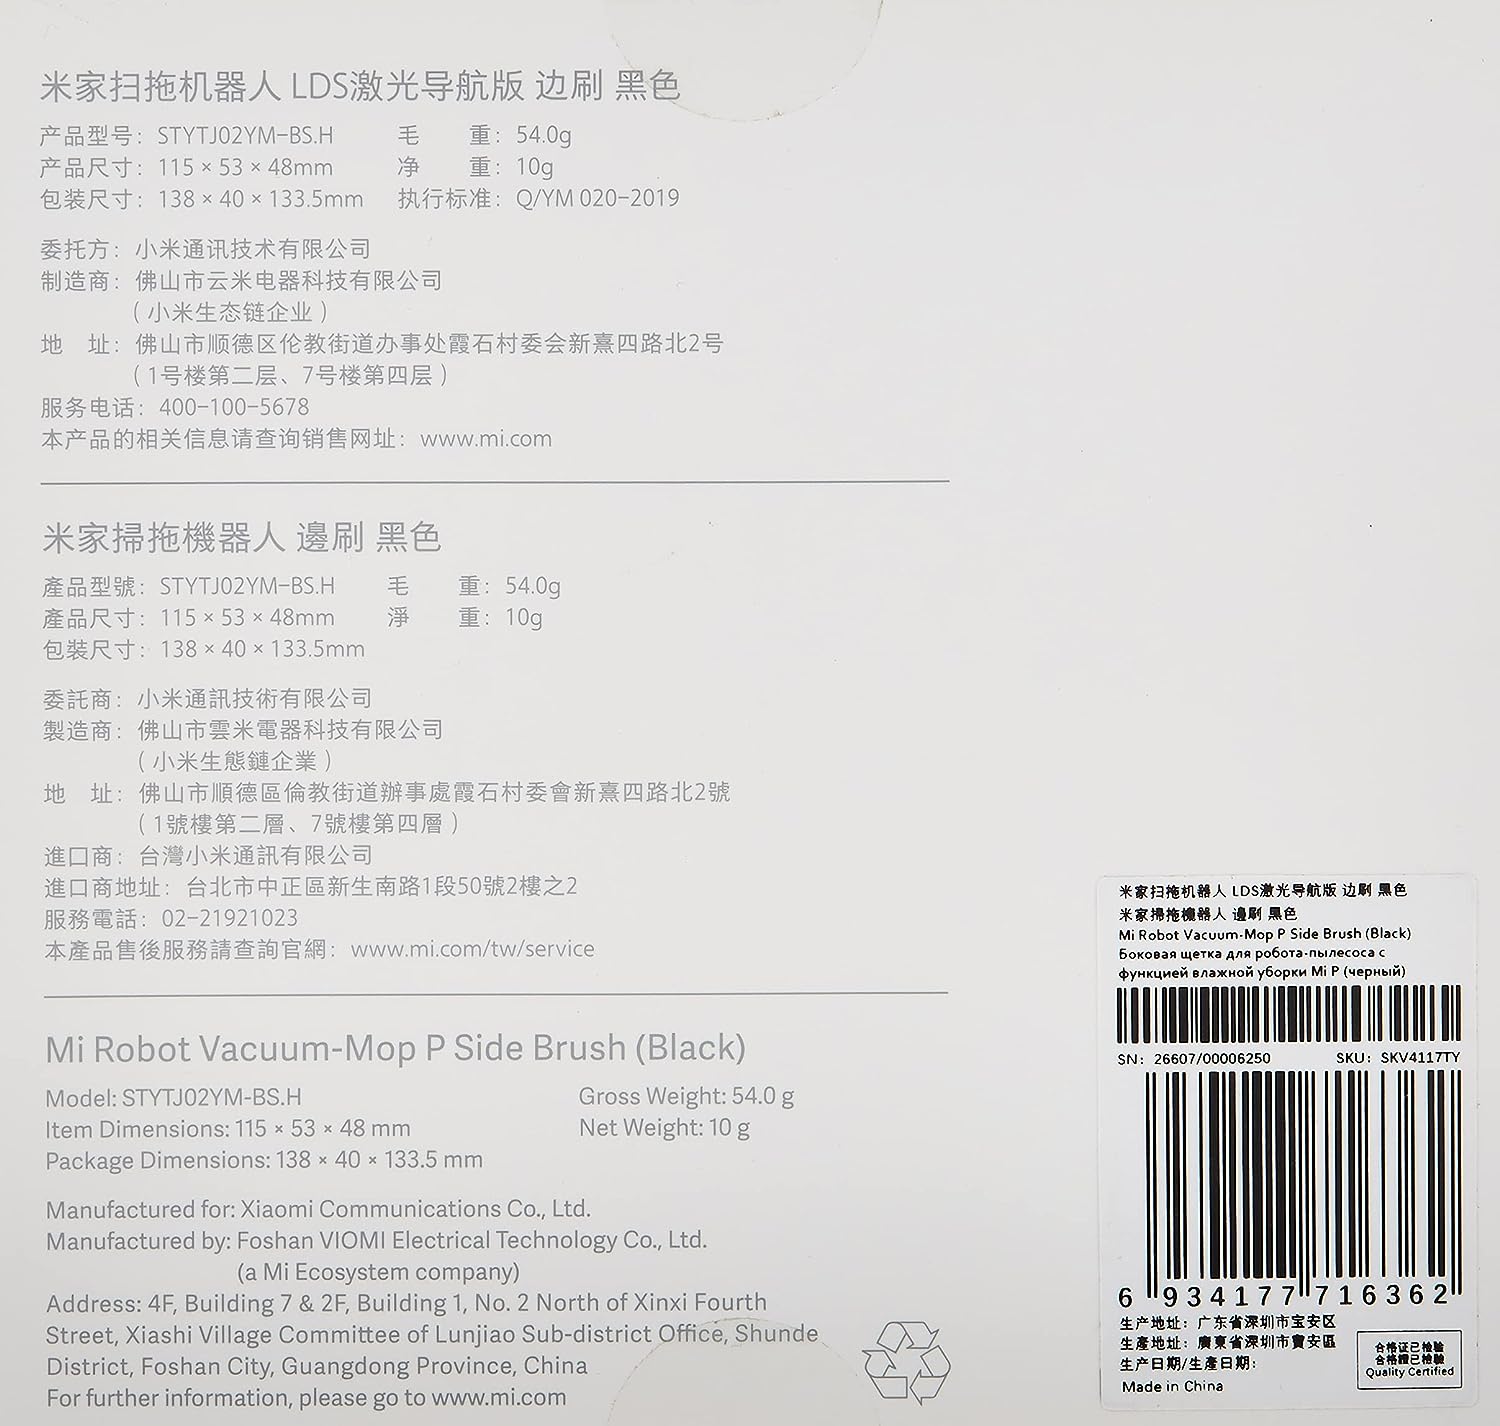 米家扫拖机器人 LDS激光导航版 边刷 黑色
产品型号：STYTJ02YM-BS.H 毛 重：54.0g
产品尺寸：115 × 53 × 48mm 净 重：10g
包装尺寸：138 × 40 × 133.5mm 执行标准：Q/YM 020-2019
委托方：小米通讯技术有限公司
制造商：佛山市云米电器科技有限公司
（小米生态链企业）
地 址：佛山市顺德区伦教街道办事处霞石村委会新熹四路北2号
（1号楼第二层、7号楼第四层）
服务电话：400-100-5678
本产品的相关信息请查询销售网址：www.mi.com
米家掃拖機器人 邊刷 黑色
產品型號：STYTJ02YM-BS.H 毛 重：54.0g
產品尺寸：115 × 53 × 48mm 淨 重：10g
包裝尺寸：138 × 40 × 133.5mm
委託商：小米通訊技術有限公司
製造商：佛山市雲米電器科技有限公司
（小米生態鏈企業）
地 址：佛山市順德區倫教街道辦事處霞石村委會新熹四路北2號
（1號樓第二層、7號樓第四層）
進口商：台灣小米通訊有限公司
進口商地址：台北市中正區新生南路1段50號2樓之2
服務電話：02-21921023
本產品售後服務請查詢官網：www.mi.com/tw/service
Mi Robot Vacuum-Mop P Side Brush (Black)
Model: STYTJ02YM-BS.H Gross Weight: 54.0 g
Item Dimensions: 115 × 53 × 48 mm Net Weight: 10 g
Package Dimensions: 138 × 40 × 133.5 mm
Manufactured for: Xiaomi Communications Co., Ltd.
Manufactured by: Foshan VIOMI Electrical Technology Co., Ltd.
(a Mi Ecosystem company)
Address: 4F, Building 7 & 2F, Building 1, No. 2 North of Xinxi Fourth
Street, Xiashi Village Committee of Lunjiao Sub-district Office, Shunde
District, Foshan City, Guangdong Province, China
For further information, please go to www.mi.com
米家扫拖机器人 LDS激光导航版 边刷 黑色
米家掃拖機器人 邊刷 黑色
Mi Robot Vacuum-Mop P Side Brush (Black)
Боковая щетка для робота-пылесоса с
функцией влажной уборки Mi P (черный)
SN: 26607/00006250 SKU: SKV4117TY
6 934177 716362
生产地址：广东省深圳市宝安区
生產地址：廣東省深圳市寶安區
生产日期/生產日期：
Made in China
合格证已检验
合格證已檢驗
Quality Certified